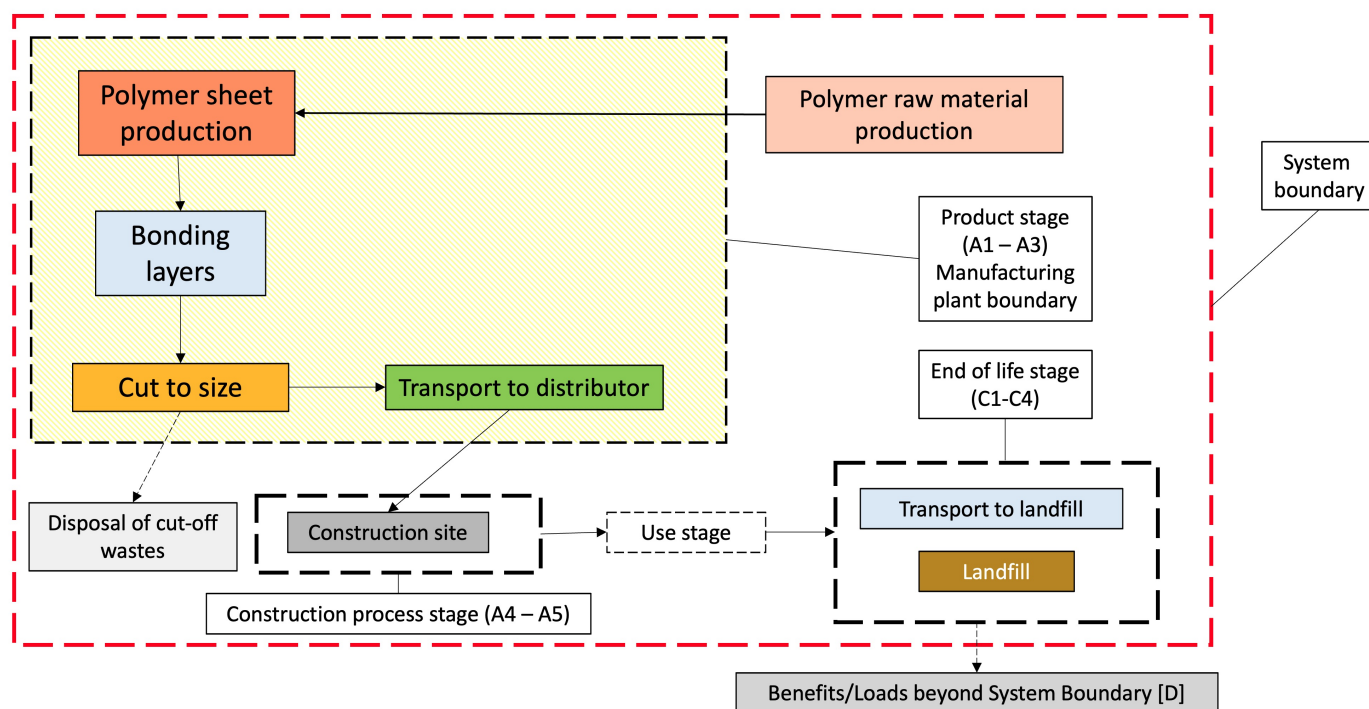 Polymer sheet
production
Polymer raw material
production
System
boundary
Bonding
layers
Product stage
(A1 – A3)
Manufacturing
plant boundary
Cut to size
Transport to distributor
End of life stage
(C1-C4)
Disposal of cut-off
wastes
Construction site
Use stage
Transport to landfill
Landfill
Construction process stage (A4 – A5)
Benefits/Loads beyond System Boundary [D]